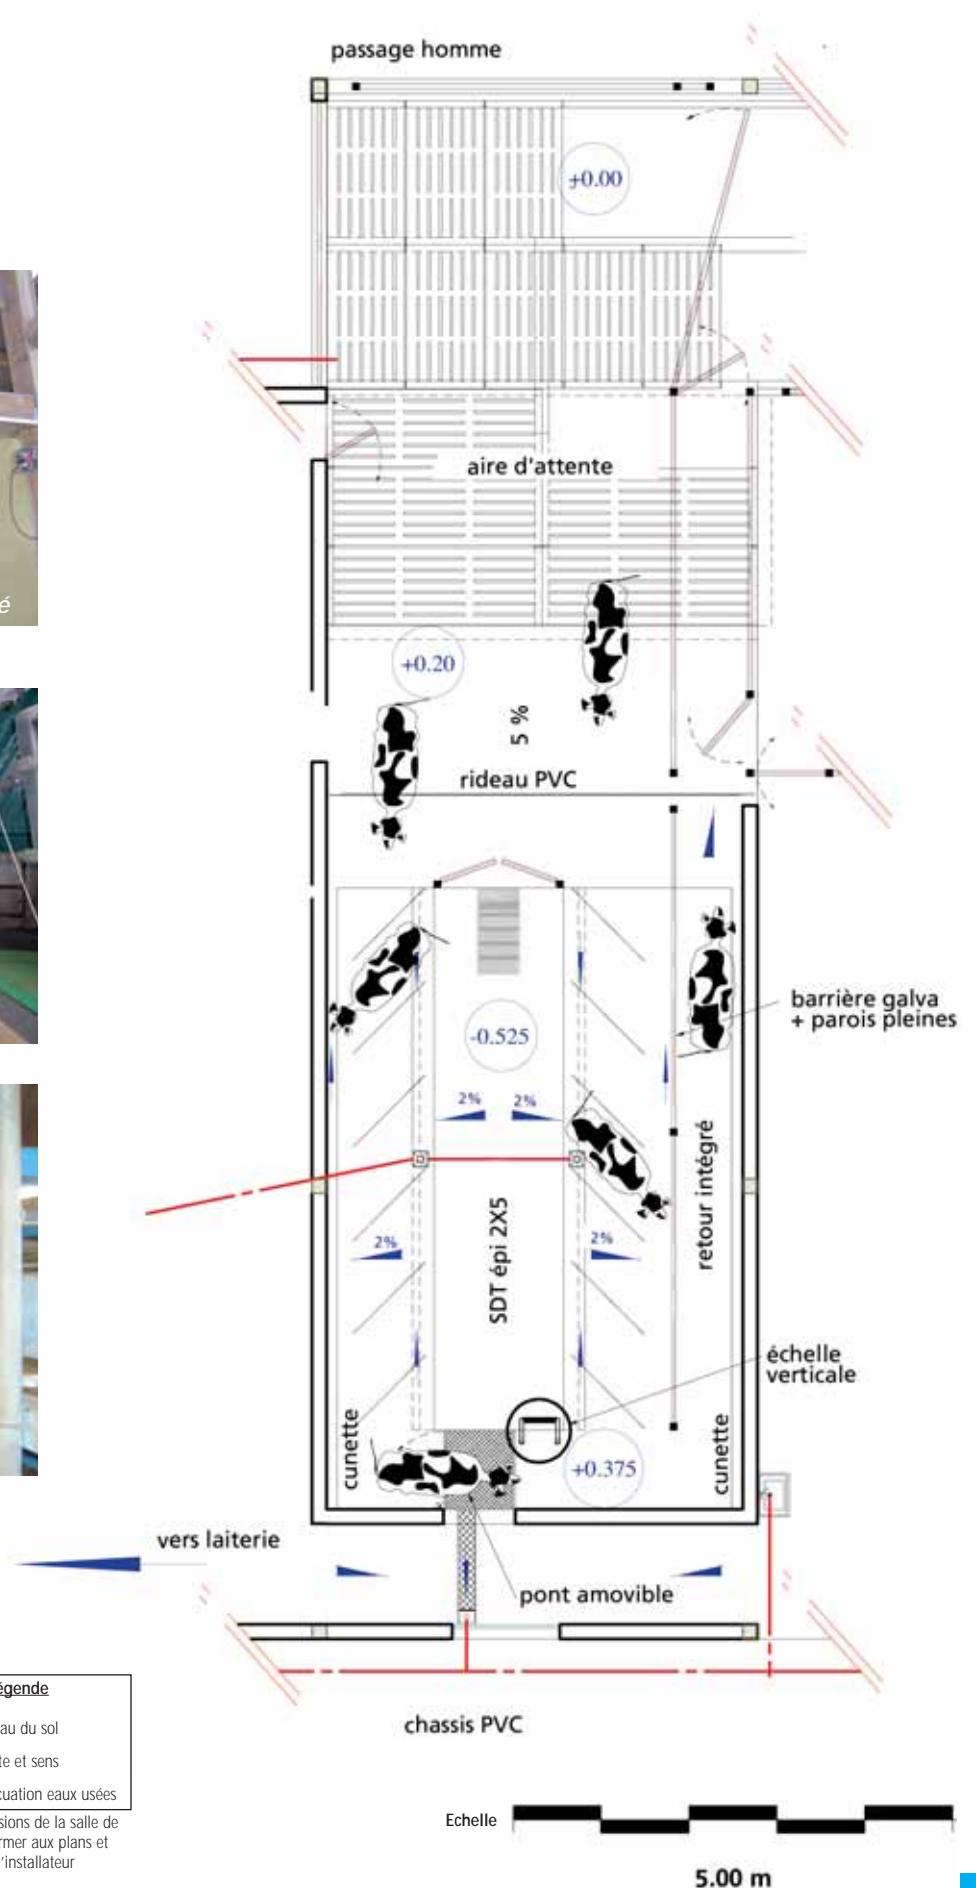 passage homme
+0.00
é
aire d'attente
+0.20
5 %
rideau PVC
barrière galva
+ parois pleines
-0.525
2%
2%
retour intégré
SDT épi 2X5
2%
2%
échelle
verticale
cunette
cunette
+0.375
vers laiterie
pont amovible
chassis PVC
égende
au du sol
te et sens
cuation eaux usées
sions de la salle de
rmer aux plans et
'installateur
Echelle
5.00 m